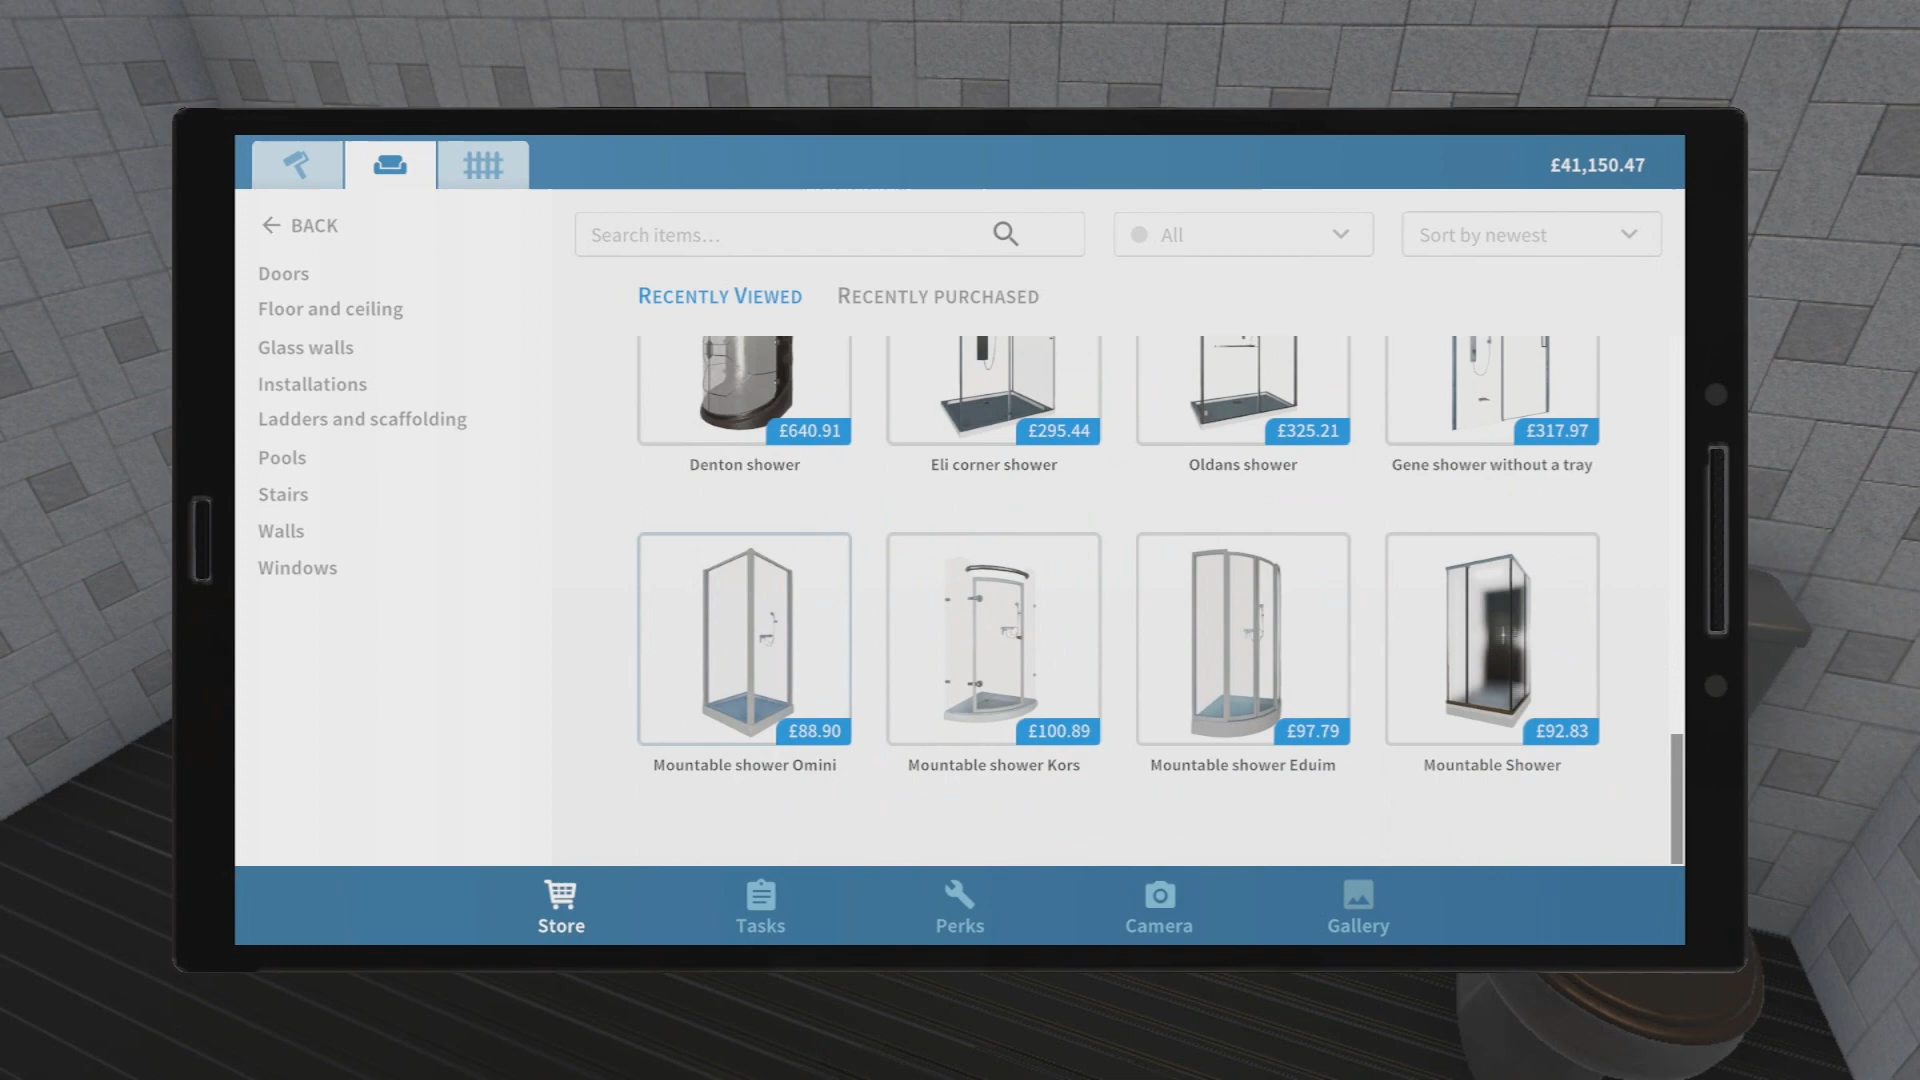 £41,150.47
BACK
Search items...
All
Sort by newest
Doors
Floor and ceiling
Glass walls
Installations
Ladders and scaffolding
Pools
Stairs
Walls
Windows
RECENTLY VIEWED
RECENTLY PURCHASED
£640.91
£295.44
£325.21
£317.97
Denton shower
Eli corner shower
Oldans shower
Gene shower without a tray
£88.90
£100.89
£97.79
£92.83
Mountable shower Omini
Mountable shower Kors
Mountable shower Eduim
Mountable Shower
Store
Tasks
Perks
Camera
Gallery